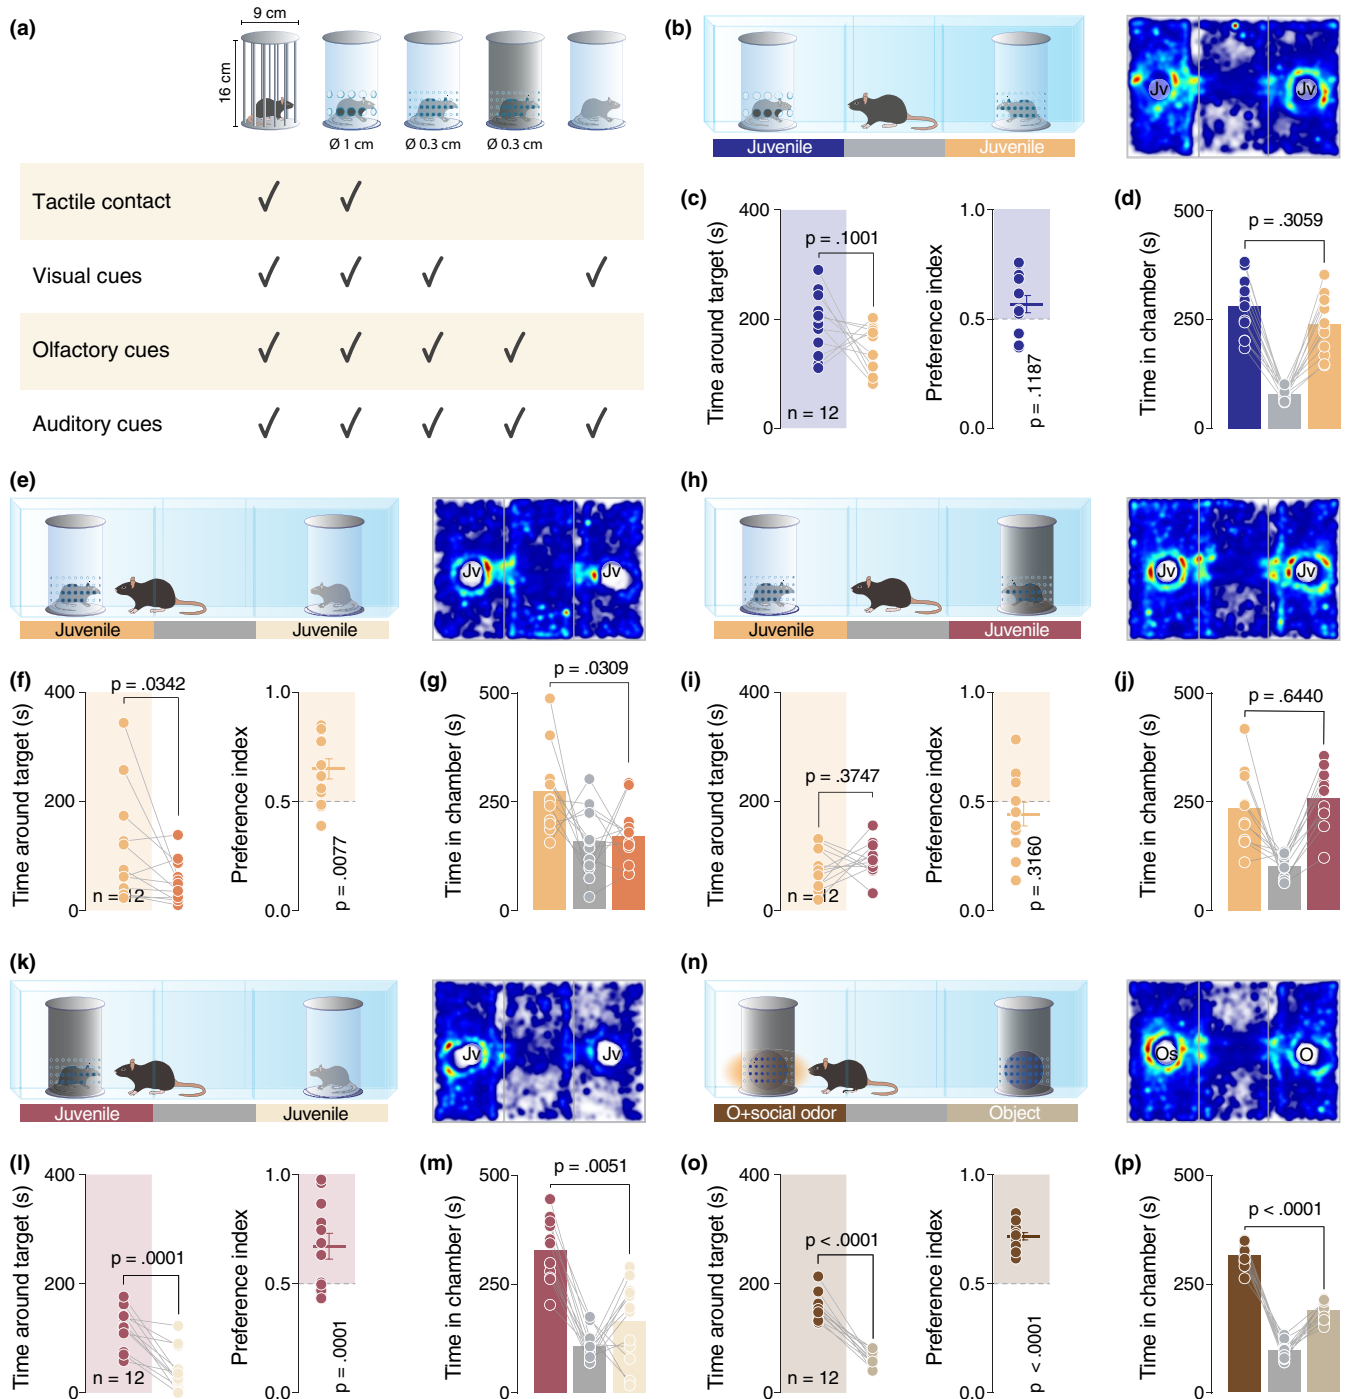 (a)
9 cm
16 cm
Ø 1 cm
Ø 0.3 cm
Ø 0.3 cm
Tactile contact
Visual cues
Olfactory cues
Auditory cues
(b)
Juvenile
Juvenile
Jv
Jv
(c)
Time around target (s)
400
200
0
p = .1001
n = 12
Preference index
1.0
0.5
0.0
p = .1187
(d)
Time in chamber (s)
500
250
0
p = .3059
(e)
Juvenile
Juvenile
Jv
Jv
(f)
Time around target (s)
400
200
0
p = .0342
n = 12
Preference index
1.0
0.5
0.0
p = .0077
(g)
Time in chamber (s)
500
250
0
p = .0309
(h)
Juvenile
Juvenile
Jv
Jv
(i)
Time around target (s)
400
200
0
p = .3747
n = 12
Preference index
1.0
0.5
0.0
p = .3160
(j)
Time in chamber (s)
500
250
0
p = .6440
(k)
Juvenile
Juvenile
Jv
Jv
(l)
Time around target (s)
400
200
0
p = .0001
n = 12
Preference index
1.0
0.5
0.0
p = .0001
(m)
Time in chamber (s)
500
250
0
p = .0051
(n)
O+social odor
Object
Os
O
(o)
Time around target (s)
400
200
0
p < .0001
n = 12
Preference index
1.0
0.5
0.0
p < .0001
(p)
Time in chamber (s)
500
250
0
p < .0001